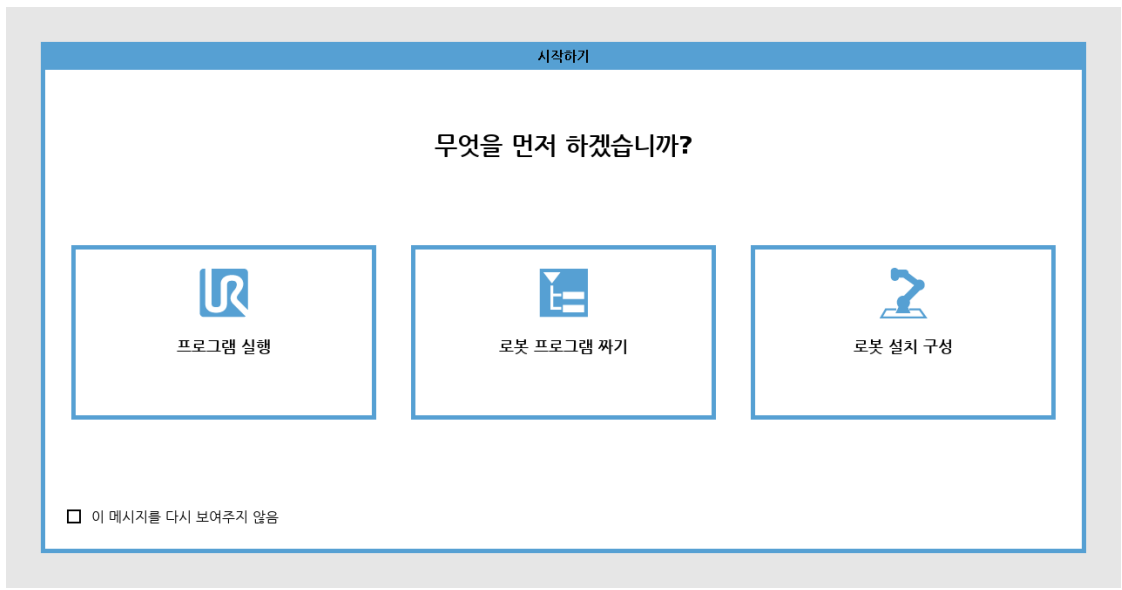 시작하기
무엇을 먼저 하겠습니까?
프로그램 실행
로봇 프로그램 짜기
로봇 설치 구성
이 메시지를 다시 보여주지 않음